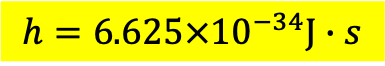 h = 6.625×10⁻³⁴J · s